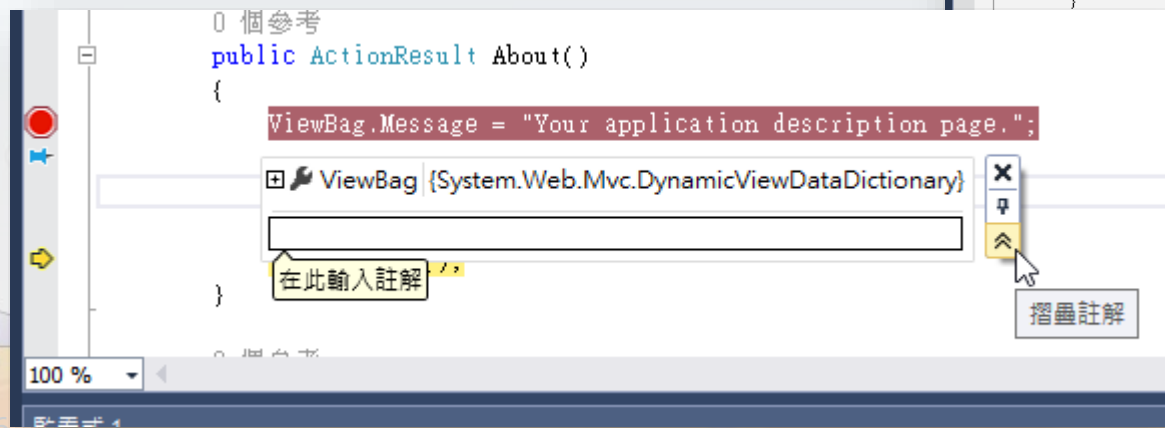 0 個參考
public ActionResult About()
{
ViewBag.Message = "Your application description page.";
ViewBag {System.Web.Mvc.DynamicViewDataDictionary}
在此輸入註解
);
}
摺疊註解
100 %